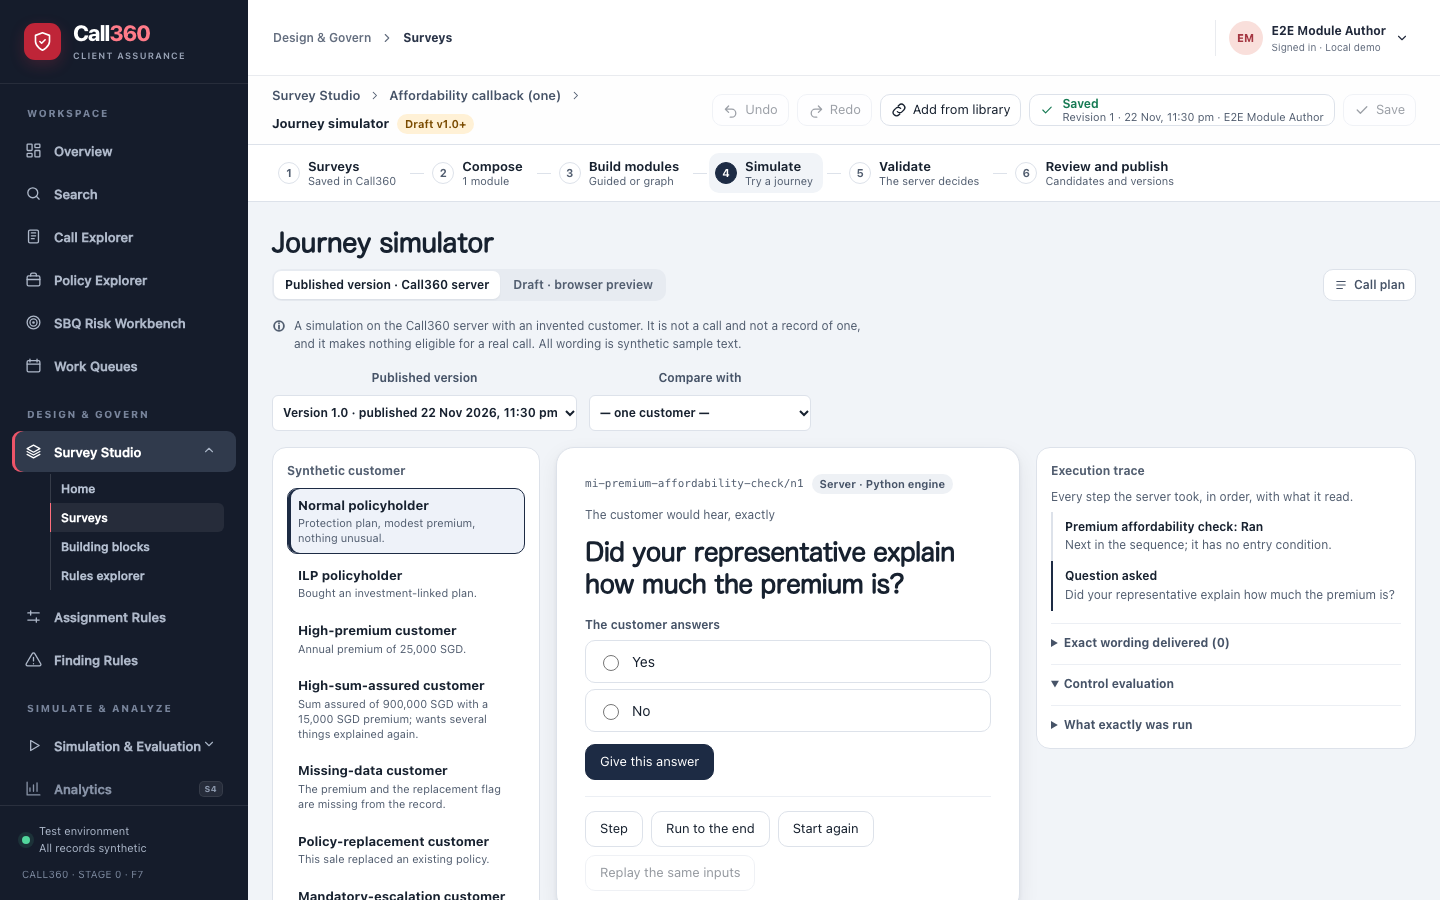 Call360
CLIENT ASSURANCE
WORKSPACE
Overview
Search
Call Explorer
Policy Explorer
SBQ Risk Workbench
Work Queues
DESIGN & GOVERN
Survey Studio
Home
Surveys
Building blocks
Rules explorer
Assignment Rules
Finding Rules
SIMULATE & ANALYZE
Simulation & Evaluation
Analytics
S4
Test environment
All records synthetic
CALL360 · STAGE 0 · F7
Design & Govern > Surveys
EM
E2E Module Author
Signed in · Local demo
Survey Studio > Affordability callback (one) >
Journey simulator Draft v1.0+
Undo
Redo
Add from library
Saved
Revision 1 · 22 Nov, 11:30 pm · E2E Module Author
Save
1 Surveys
Saved in Call360
2 Compose
1 module
3 Build modules
Guided or graph
4 Simulate
Try a journey
5 Validate
The server decides
6 Review and publish
Candidates and versions
Journey simulator
Published version · Call360 server
Draft · browser preview
Call plan
A simulation on the Call360 server with an invented customer. It is not a call and not a record of one,
and it makes nothing eligible for a real call. All wording is synthetic sample text.
Published version
Version 1.0 · published 22 Nov 2026, 11:30 pm
Compare with
— one customer —
Synthetic customer
Normal policyholder
Protection plan, modest premium,
nothing unusual.
ILP policyholder
Bought an investment-linked plan.
High-premium customer
Annual premium of 25,000 SGD.
High-sum-assured customer
Sum assured of 900,000 SGD with a
15,000 SGD premium; wants several
things explained again.
Missing-data customer
The premium and the replacement flag
are missing from the record.
Policy-replacement customer
This sale replaced an existing policy.
Mandatory-escalation customer
mi-premium-affordability-check/n1
Server · Python engine
The customer would hear, exactly
Did your representative explain
how much the premium is?
The customer answers
Yes
No
Give this answer
Step
Run to the end
Start again
Replay the same inputs
Execution trace
Every step the server took, in order, with what it read.
Premium affordability check: Ran
Next in the sequence; it has no entry condition.
Question asked
Did your representative explain how much the premium is?
Exact wording delivered (0)
Control evaluation
What exactly was run